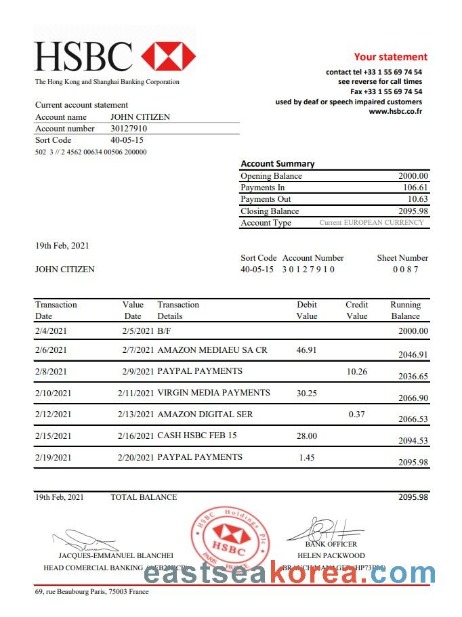 HSBC
The Hong Kong and Shanghai Banking Corporation
Your statement
contact tel +33 1 55 69 74 54
see reverse for call times
Fax +33 1 55 69 74 54
used by deaf or speech impaired customers
www.hsbc.co.fr
Current account statement
Account name JOHN CITIZEN
Account number 30127910
Sort Code 40-05-15
502 3 // 2 4562 00634 00506 200000
Account Summary
Opening Balance 2000.00
Payments In 106.61
Payments Out 10.63
Closing Balance 2095.98
Account Type Current EUROPEAN CURRENCY
19th Feb, 2021
Sort Code Account Number Sheet Number
JOHN CITIZEN 40-05-15 3 0 1 2 7 9 1 0 0 0 8 7
Transaction Value Transaction Debit Credit Running
Date Date Details Value Value Balance
2/4/2021 2/5/2021 B/F 2000.00
2/6/2021 2/7/2021 AMAZON MEDIAEU SA CR 46.91 2046.91
2/8/2021 2/9/2021 PAYPAL PAYMENTS 10.26 2036.65
2/10/2021 2/11/2021 VIRGIN MEDIA PAYMENTS 30.25 2066.90
2/12/2021 2/13/2021 AMAZON DIGITAL SER 0.37 2066.53
2/15/2021 2/16/2021 CASH HSBC FEB 15 28.00 2094.53
2/19/2021 2/20/2021 PAYPAL PAYMENTS 1.45 2095.98
19th Feb, 2021 TOTAL BALANCE 2095.98
Holdings Plc
HSBC
JACQUES-EMMANUEL BLANCHEI
HEAD COMERCIAL BANKING
BANK OFFICER
HELEN PACKWOOD
eastseakorea.com
69, rue Beaubourg Paris, 75003 France